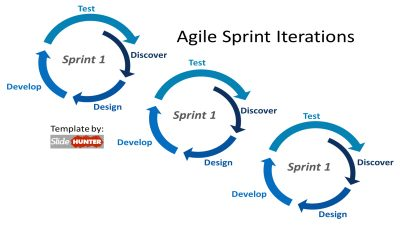 Agile Sprint Iterations
Test
Sprint 1
Discover
Develop
Design
Test
Sprint 1
Discover
Develop
Design
Test
Sprint 1
Discover
Develop
Design
Template by:
Slide HUNTER